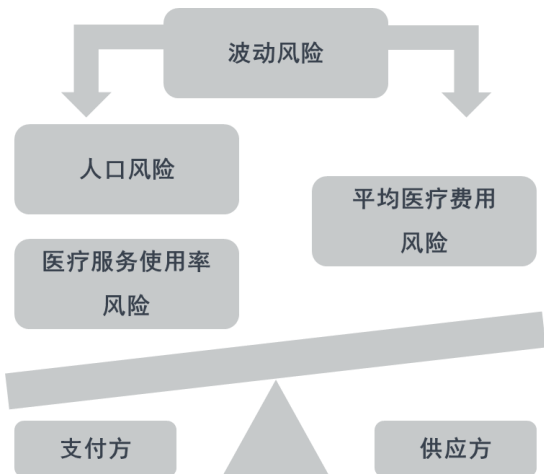 波动风险
人口风险
平均医疗费用
风险
医疗服务使用率
风险
支付方
供应方